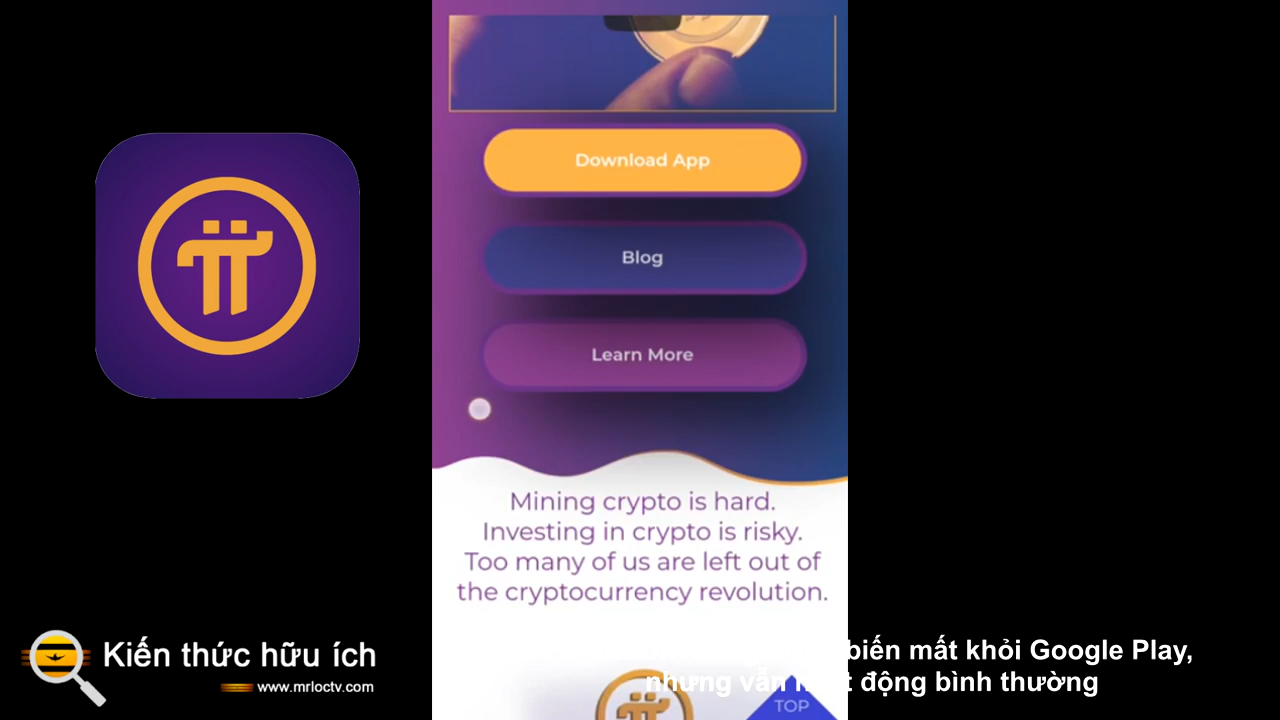 Download App
Blog
Learn More
Mining crypto is hard.
Investing in crypto is risky.
Too many of us are left out of
the cryptocurrency revolution.
Kiến thức hữu ích
www.mrloctv.com
biến mất khỏi Google Play,
nhưng vẫn động bình thường
TOP